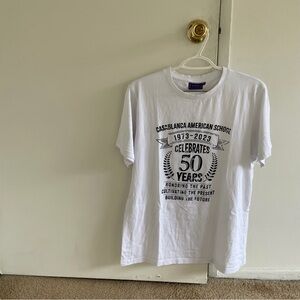 CASABLANCA AMERICAN SCHOOL
1973-2023
CELEBRATES
50
YEARS
HONORING THE PAST
CULTIVATING THE PRESENT
BUILDING THE FUTURE